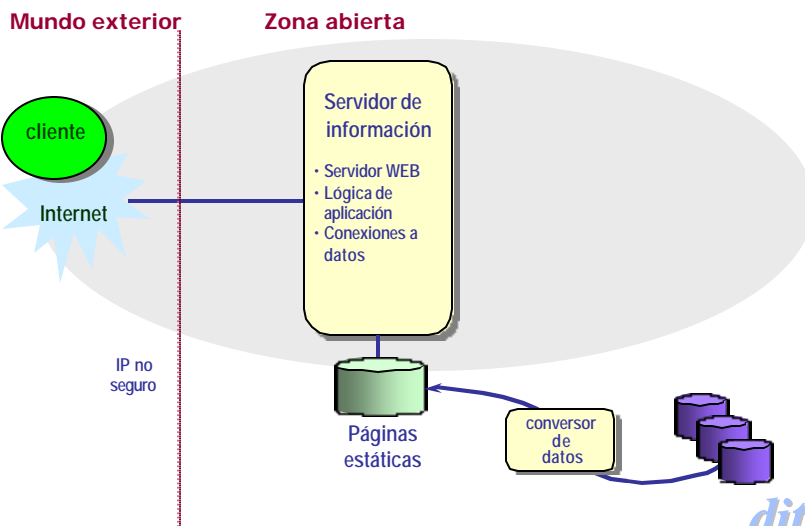 Mundo exterior
Zona abierta
Servidor de
información
cliente
• Servidor WEB
• Lógica de
aplicación
• Conexiones a
datos
Internet
IP no
seguro
Páginas
estáticas
conversor
de
datos
dit